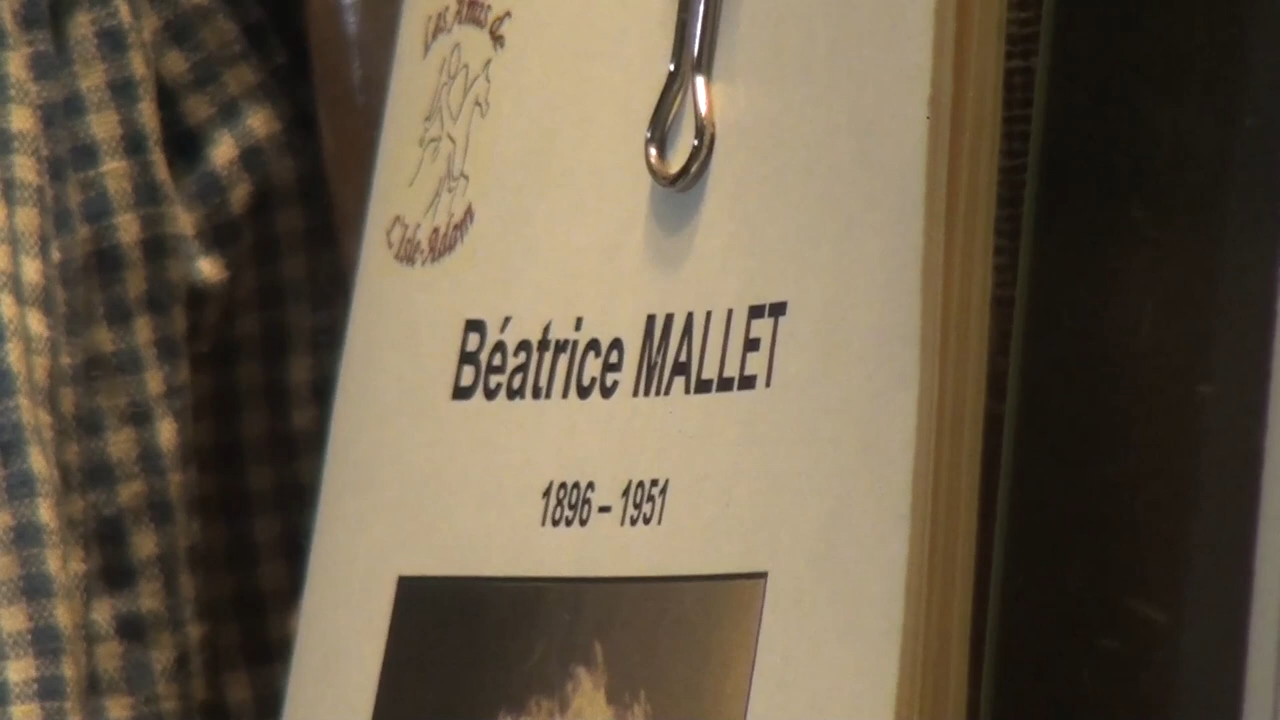 Les Amis de
L'Isle-Adam
Béatrice MALLET
1896 – 1951